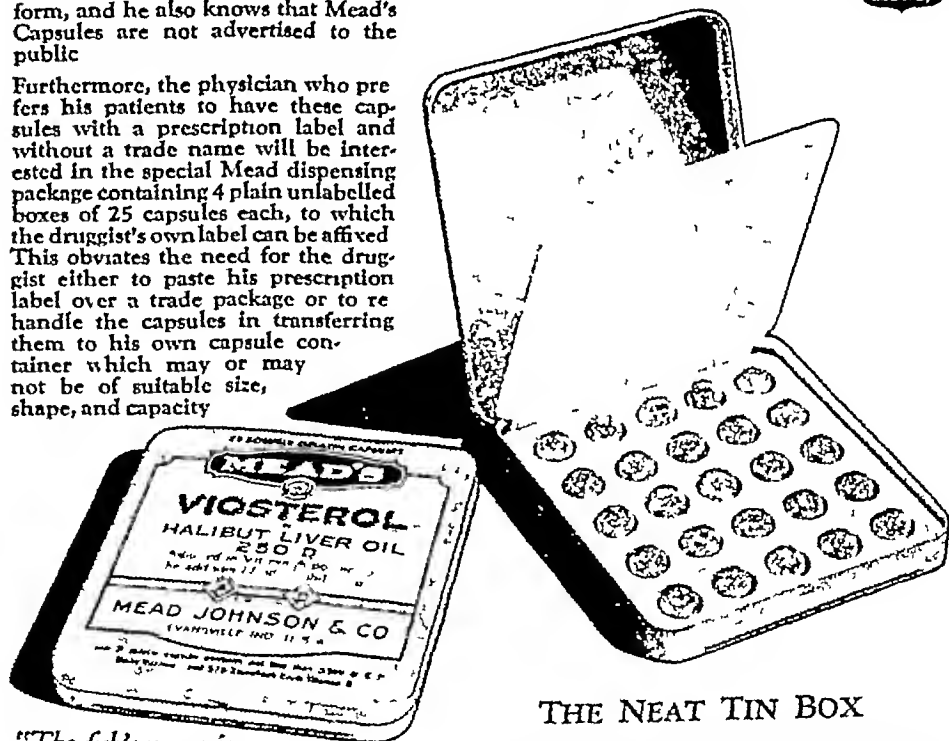 form, and he also knows that Mead's
Capsules are not advertised to the
public
Furthermore, the physician who pre
fers his patients to have these cap-
sules with a prescription label and
without a trade name will be inter-
ested in the special Mead dispensing
package containing 4 plain unlabelled
boxes of 25 capsules each, to which
the druggist's own label can be affixed
This obviates the need for the drug-
gist either to paste his prescription
label over a trade package or to re
handle the capsules in transferring
them to his own capsule con-
tainer which may or may
not be of suitable size,
shape, and capacity
MEAD'S
VIOSTEROL
HALIBUT LIVER OIL
250 D
MEAD JOHNSON & CO
EVANSVILLE IND U S A
THE NEAT TIN BOX
"The